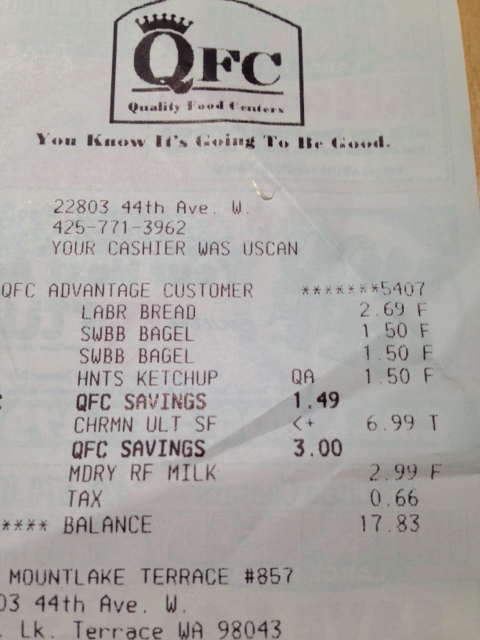 QFC
Quality Food Centers
You Know It's Going To Be Good.
22803 44th Ave. W.
425-771-3962
YOUR CASHIER WAS USCAN
QFC ADVANTAGE CUSTOMER *******5407
LABR BREAD 2.69 F
SWBB BAGEL 1.50 F
SWBB BAGEL 1.50 F
HNTS KETCHUP QA 1.50 F
QFC SAVINGS 1.49
CHRMN ULT SF <+ 6.99 T
QFC SAVINGS 3.00
MDRY RF MILK 2.99 F
TAX 0.66
**** BALANCE 17.83
MOUNTLAKE TERRACE #857
03 44th Ave. W.
. Lk. Terrace WA 98043